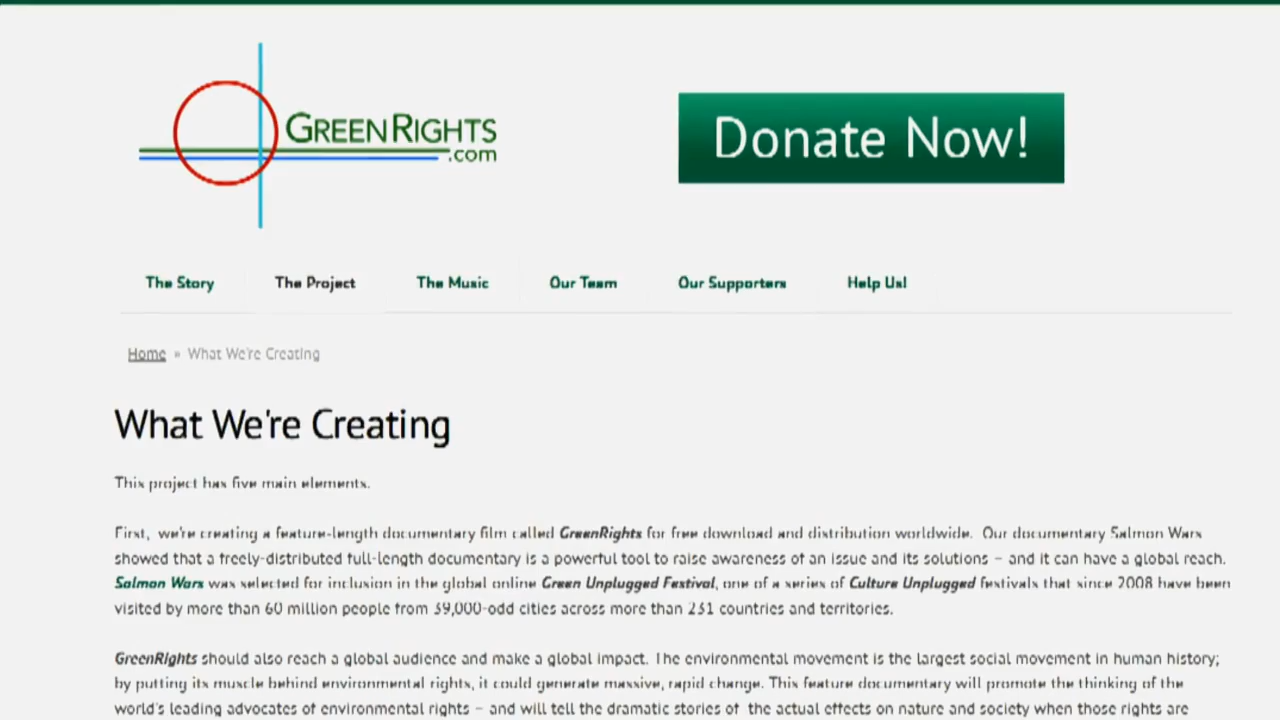 GREENRIGHTS
.com
Donate Now!
The Story The Project The Music Our Team Our Supporters Help Us!
Home » What We're Creating
What We're Creating
This project has five main elements.
First, we're creating a feature-length documentary film called GreenRights for free download and distribution worldwide. Our documentary Salmon Wars
showed that a freely-distributed full-length documentary is a powerful tool to raise awareness of an issue and its solutions – and it can have a global reach.
Salmon Wars was selected for inclusion in the global online Green Unplugged Festival, one of a series of Culture Unplugged festivals that since 2008 have been
visited by more than 60 million people from 39,000-odd cities across more than 231 countries and territories.
GreenRights should also reach a global audience and make a global impact. The environmental movement is the largest social movement in human history;
by putting its muscle behind environmental rights, it could generate massive, rapid change. This feature documentary will promote the thinking of the
world's leading advocates of environmental rights – and will tell the dramatic stories of the actual effects on nature and society when those rights are